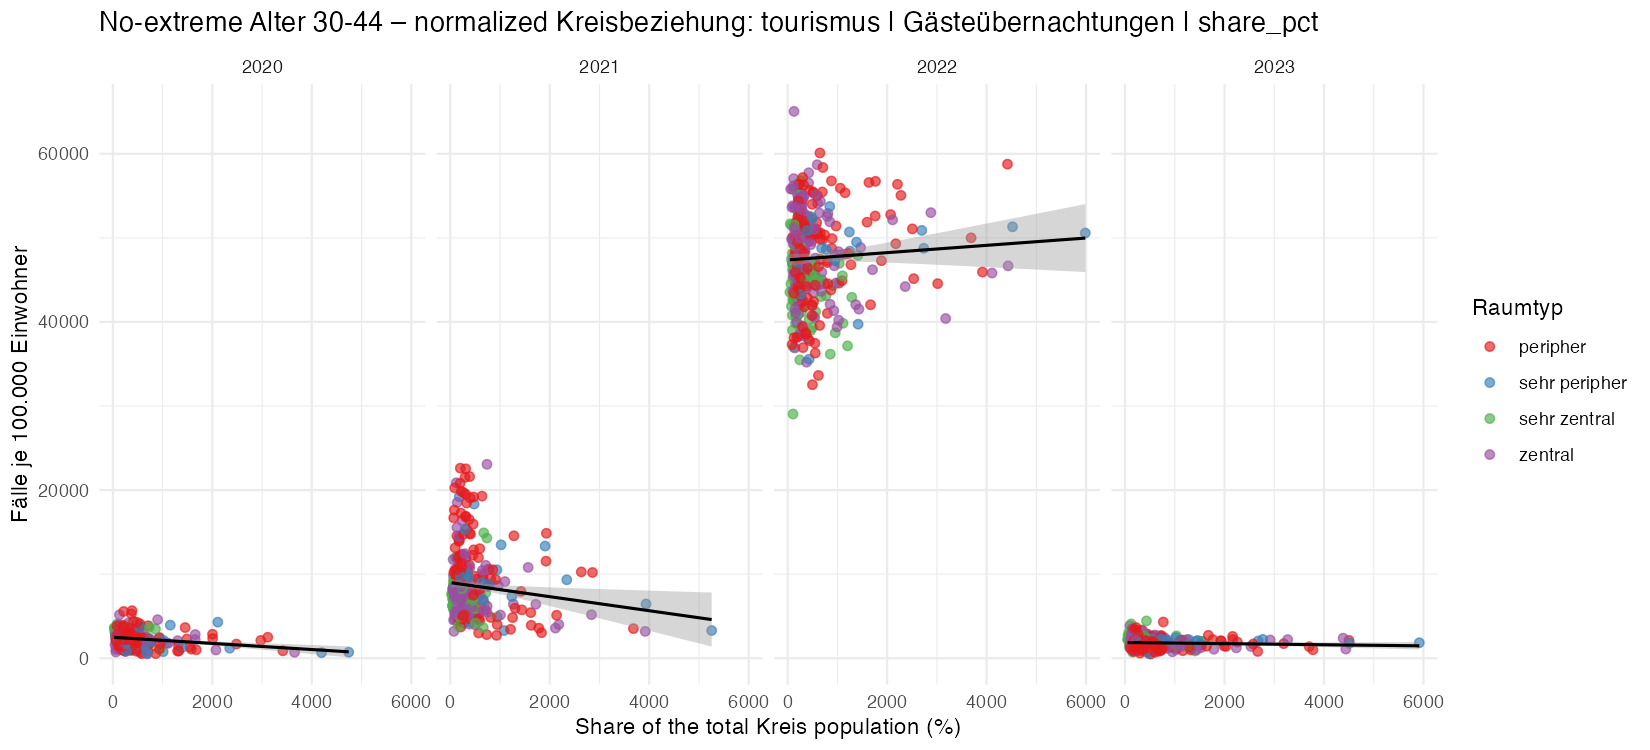 No-extreme Alter 30-44 – normalized Kreisbeziehung: tourismus | Gästeübernachtungen | share_pct
2020 2021 2022 2023
60000
40000
20000
0
Fälle je 100.000 Einwohner
0 2000 4000 6000 0 2000 4000 6000 0 2000 4000 6000 0 2000 4000 6000
Share of the total Kreis population (%)
Raumtyp
peripher
sehr peripher
sehr zentral
zentral